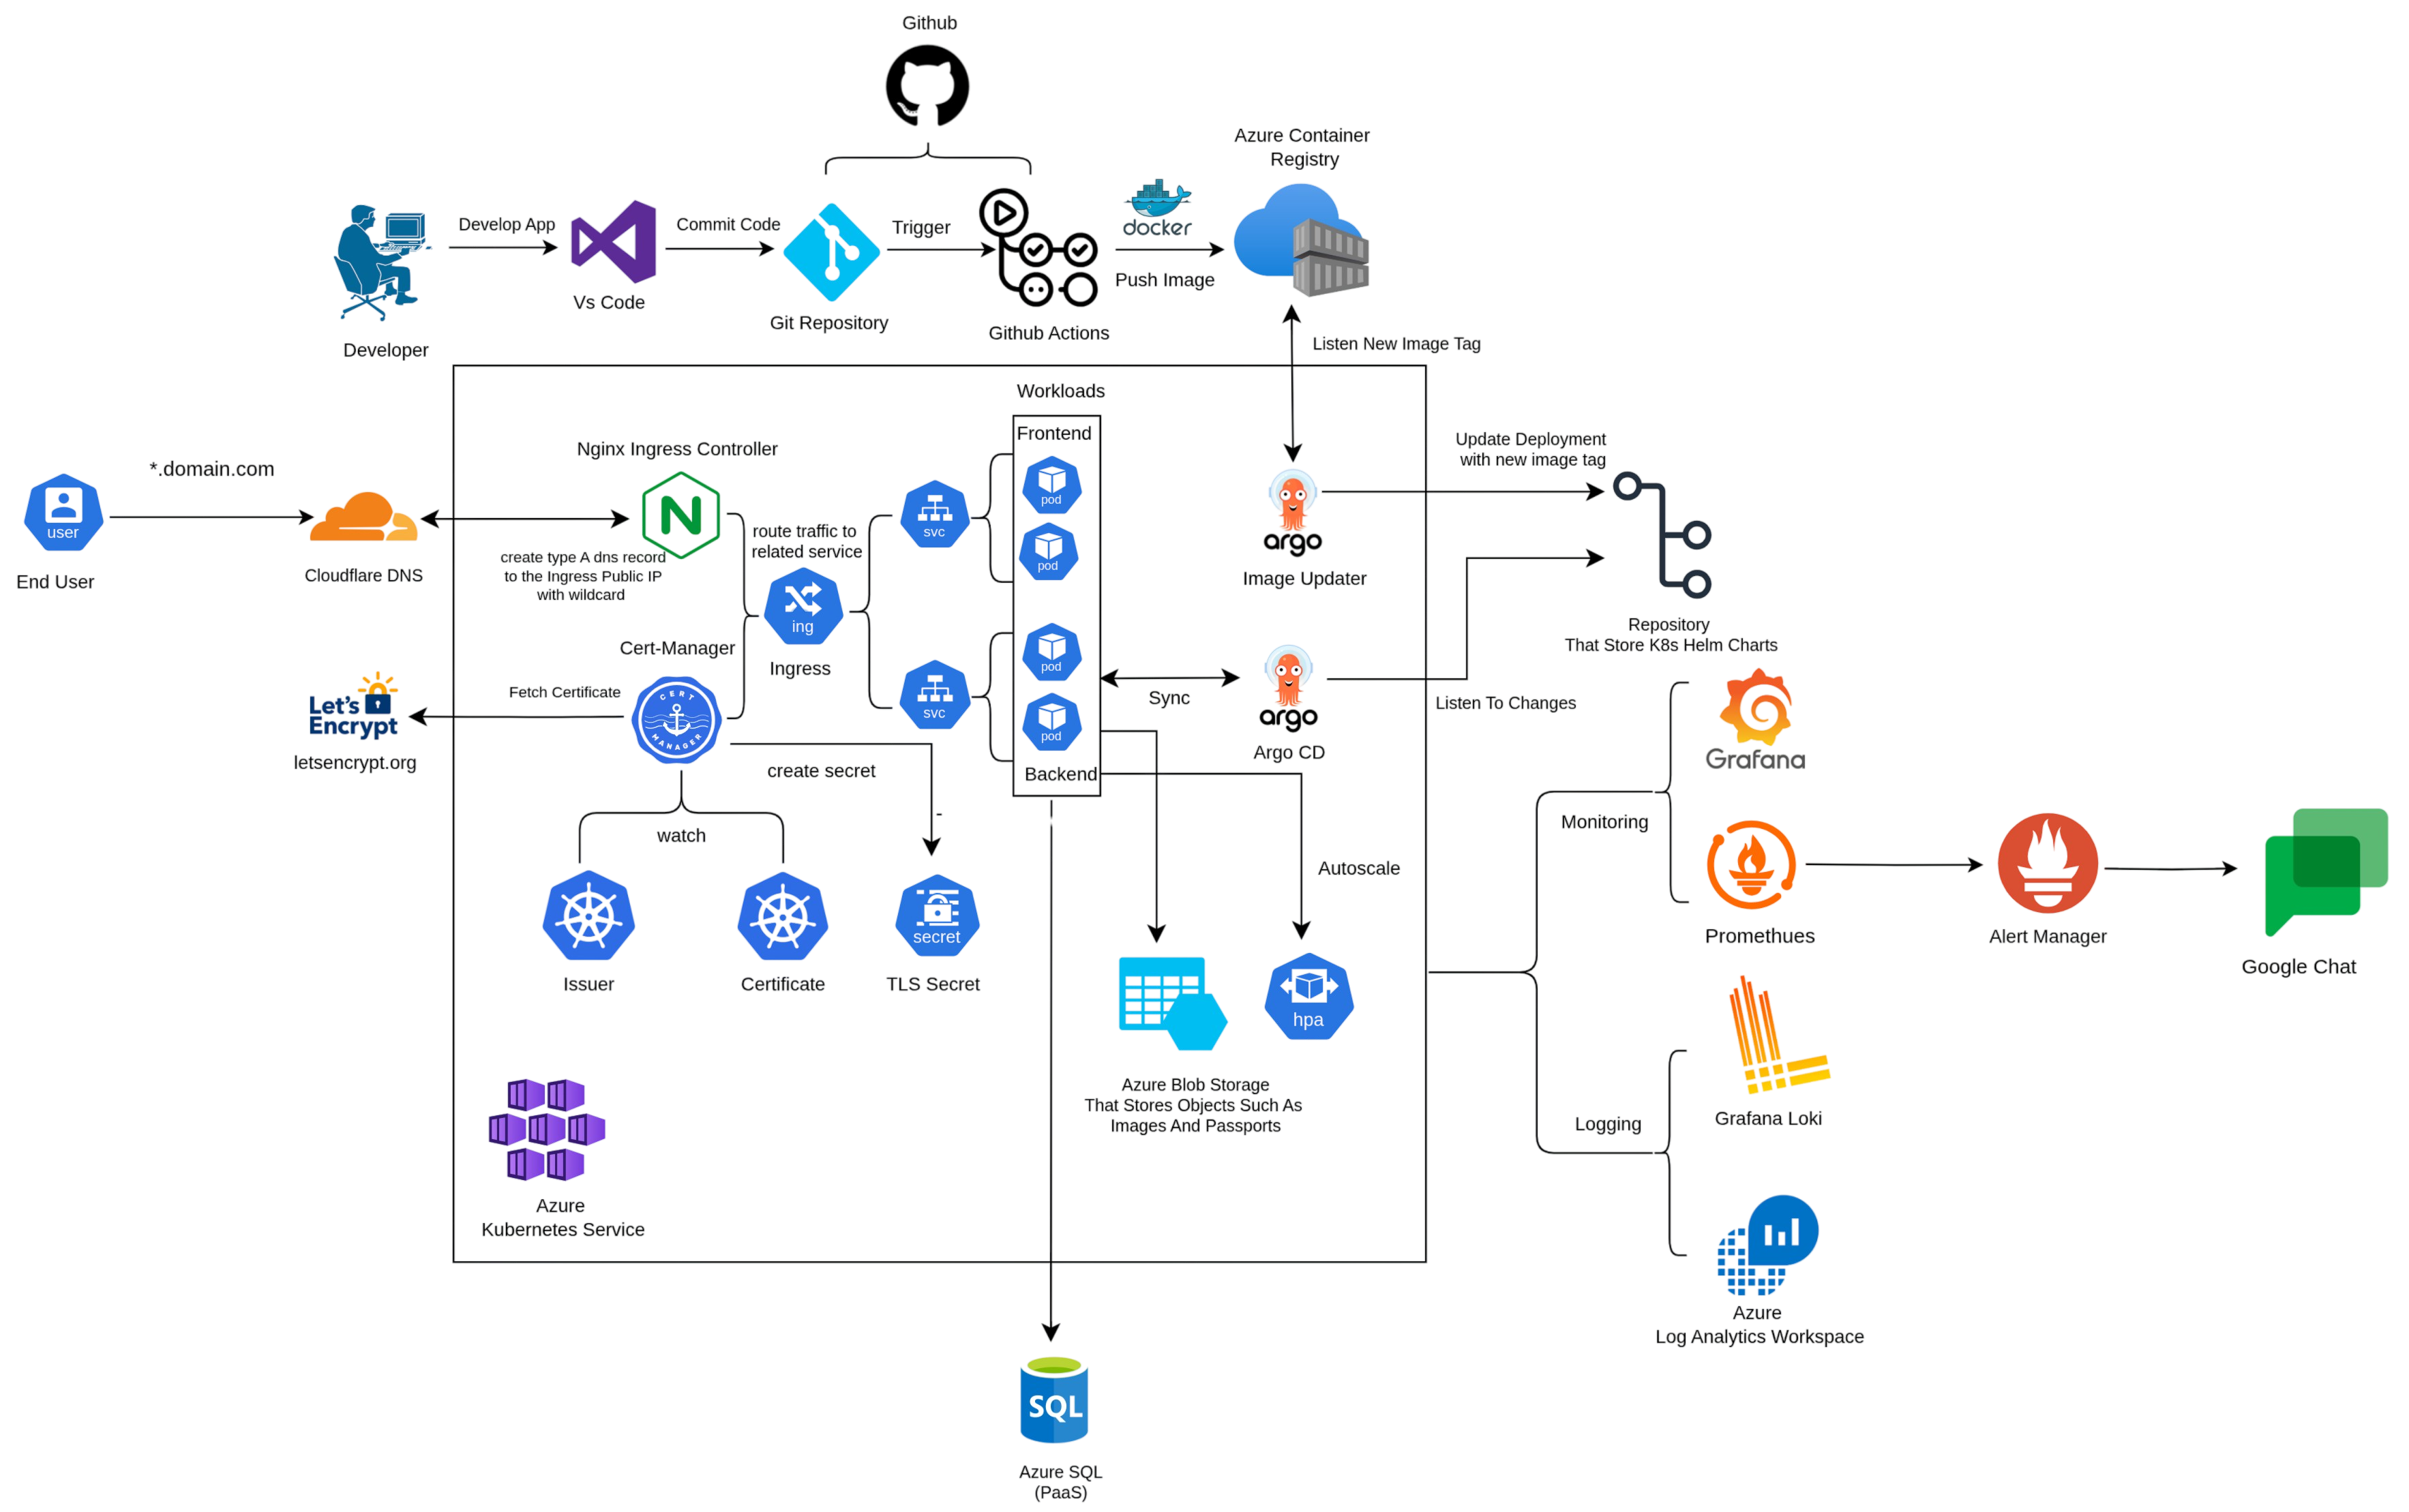 Github
Azure Container
Registry
docker
Develop App
Commit Code
Trigger
Push Image
Vs Code
Git Repository
Github Actions
Developer
Listen New Image Tag
Workloads
Frontend
Nginx Ingress Controller
Update Deployment
with new image tag
*.domain.com
user
End User
Cloudflare DNS
N
create type A dns record
to the Ingress Public IP
with wildcard
route traffic to
related service
ing
Ingress
svc
pod
pod
argo
Image Updater
Repository
That Store K8s Helm Charts
Cert-Manager
Fetch Certificate
CERT
MANAGER
Let's
Encrypt
letsencrypt.org
svc
pod
pod
Backend
Sync
argo
Argo CD
Listen To Changes
create secret
-
watch
Issuer
Certificate
secret
TLS Secret
Autoscale
hpa
Azure Blob Storage
That Stores Objects Such As
Images And Passports
Azure
Kubernetes Service
SQL
Azure SQL
(PaaS)
Monitoring
Grafana
Promethues
Alert Manager
Google Chat
Logging
Grafana Loki
Azure
Log Analytics Workspace